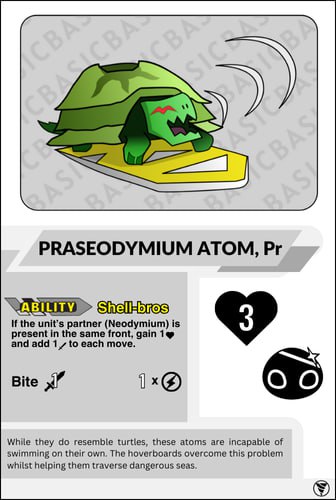 BASICBASICBASIC
PRASEODYMIUM ATOM, Pr
ABILITY Shell-bros
If the unit's partner (Neodymium) is
present in the same front, gain 1
and add 1 to each move.
3
Bite 1 1 x
While they do resemble turtles, these atoms are incapable of
swimming on their own. The hoverboards overcome this problem
whilst helping them traverse dangerous seas.